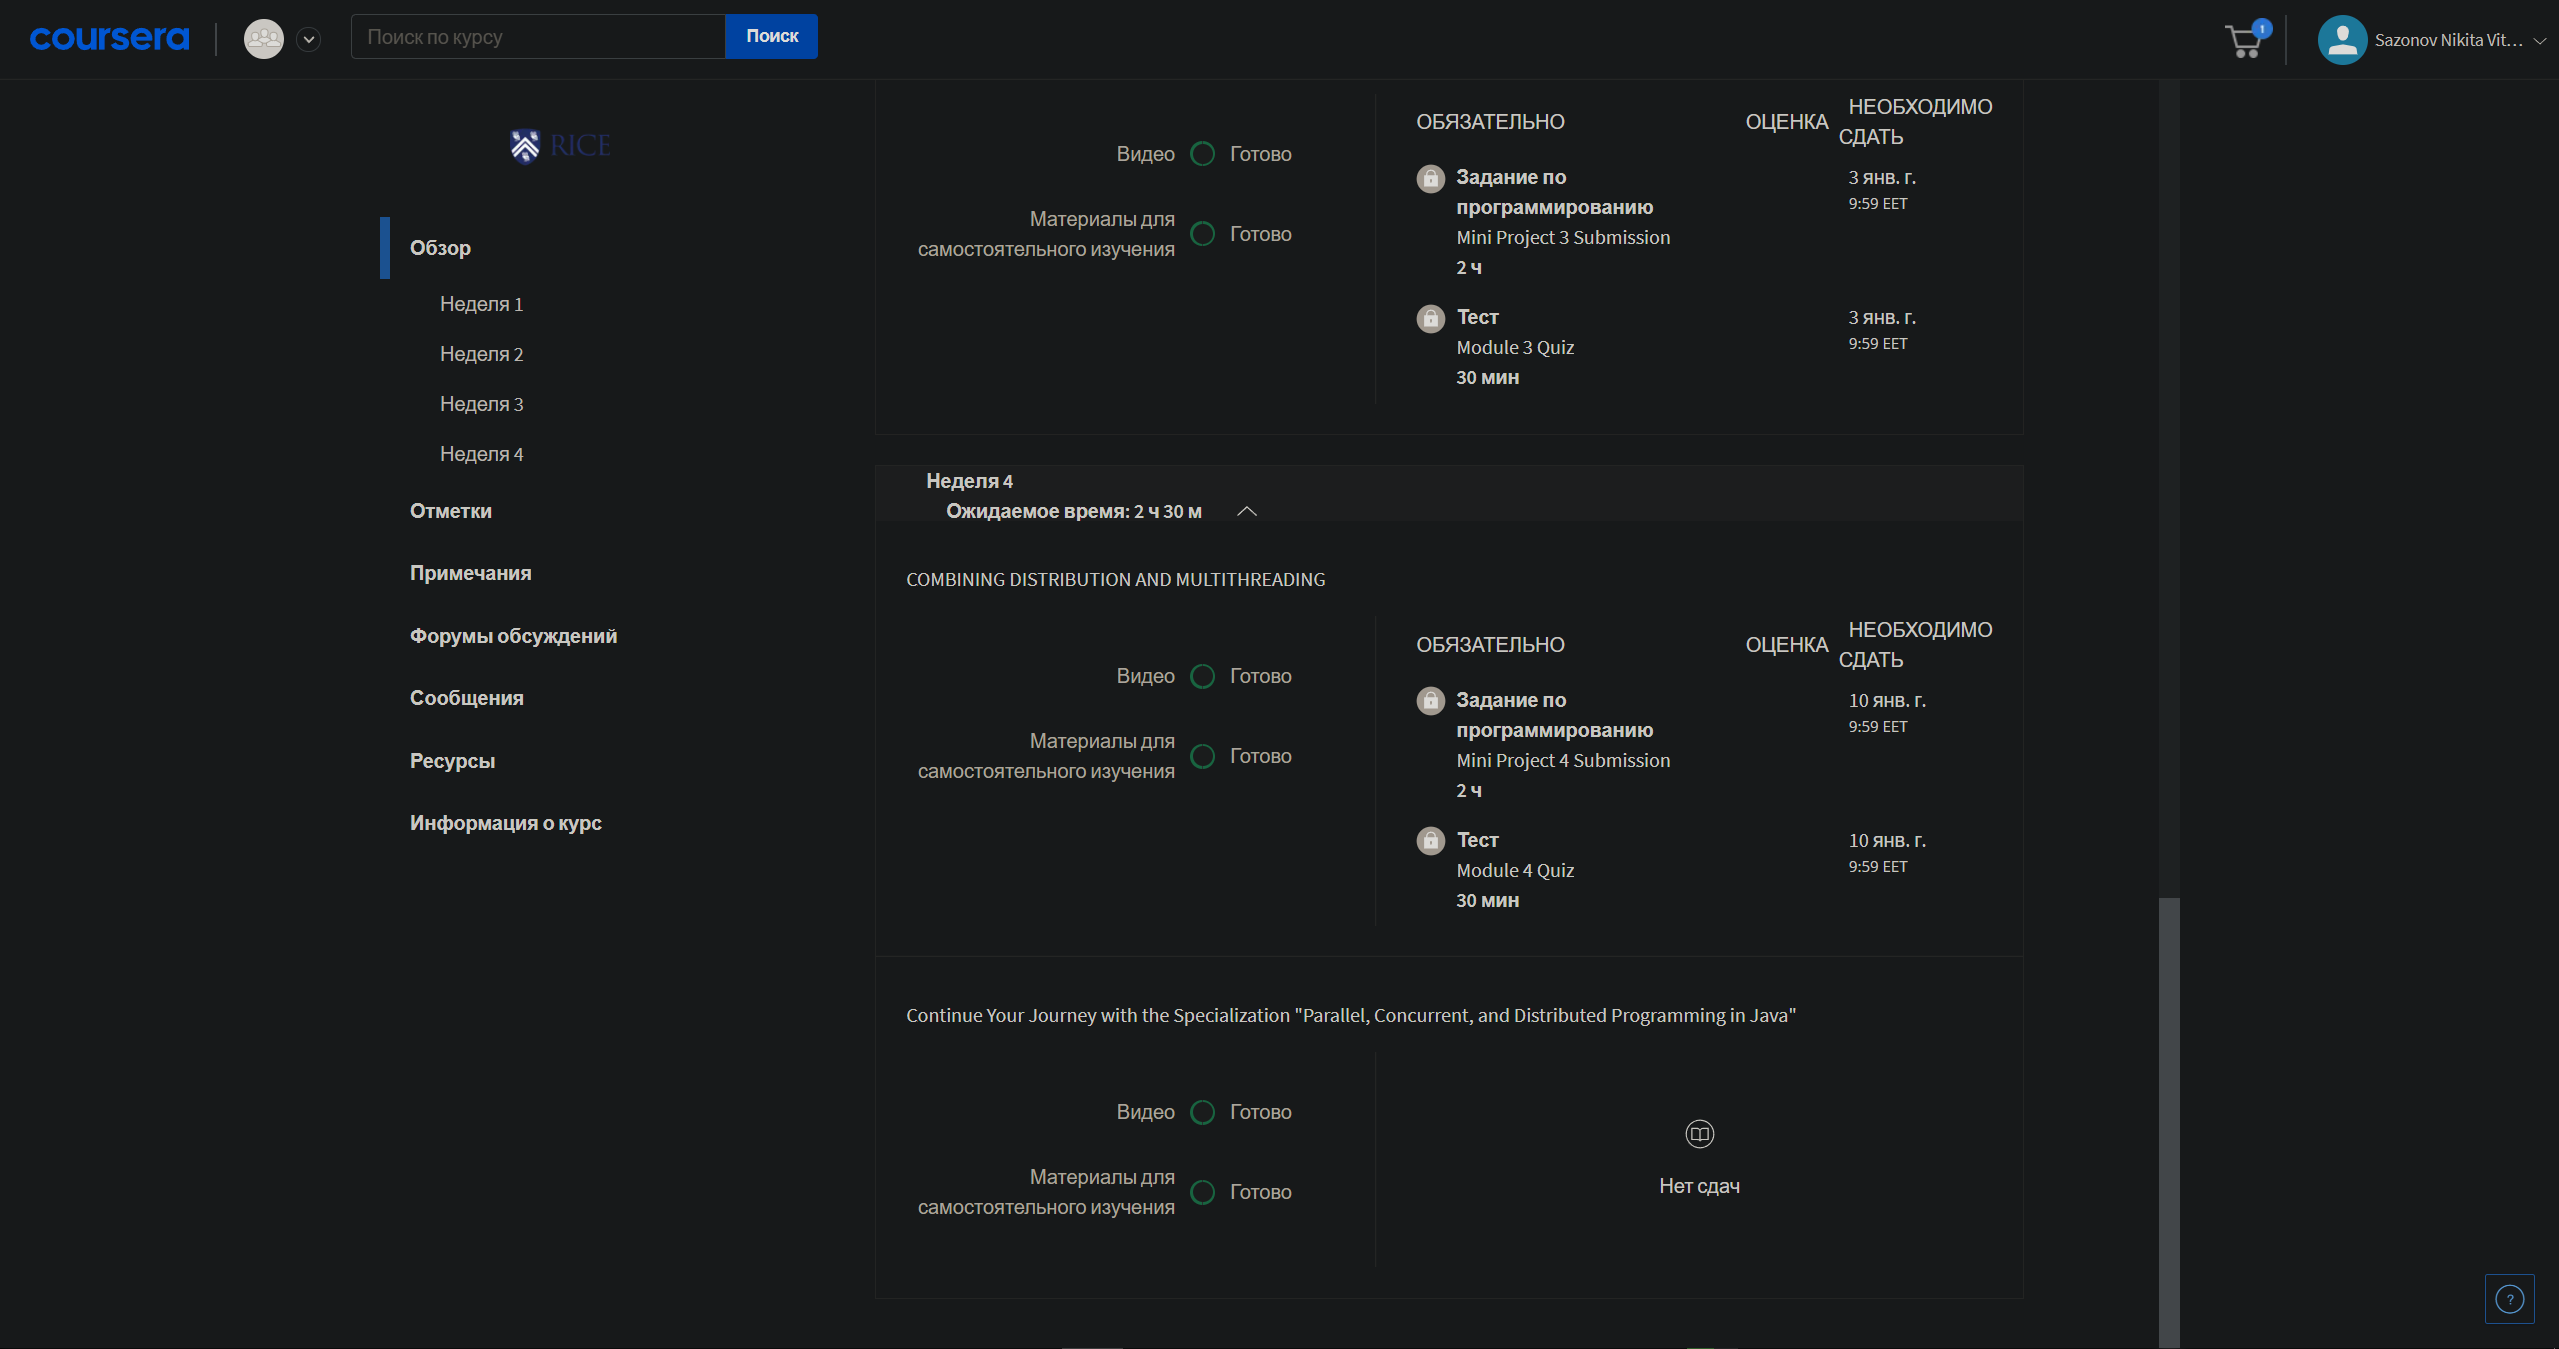 coursera
Поиск по курсу
Поиск
1
Sazonov Nikita Vit...
RICE
Обзор
Неделя 1
Неделя 2
Неделя 3
Неделя 4
Отметки
Примечания
Форумы обсуждений
Сообщения
Ресурсы
Информация о курс
Видео Готово
Материалы для
самостоятельного изучения Готово
ОБЯЗАТЕЛЬНО ОЦЕНКА НЕОБХОДИМО
СДАТЬ
Задание по 3 янв. г.
программированию 9:59 EET
Mini Project 3 Submission
2 ч
Тест 3 янв. г.
Module 3 Quiz 9:59 EET
30 мин
Неделя 4
Ожидаемое время: 2 ч 30 м
COMBINING DISTRIBUTION AND MULTITHREADING
Видео Готово
Материалы для
самостоятельного изучения Готово
ОБЯЗАТЕЛЬНО ОЦЕНКА НЕОБХОДИМО
СДАТЬ
Задание по 10 янв. г.
программированию 9:59 EET
Mini Project 4 Submission
2 ч
Тест 10 янв. г.
Module 4 Quiz 9:59 EET
30 мин
Continue Your Journey with the Specialization "Parallel, Concurrent, and Distributed Programming in Java"
Видео Готово
Материалы для
самостоятельного изучения Готово
Нет сдач
?